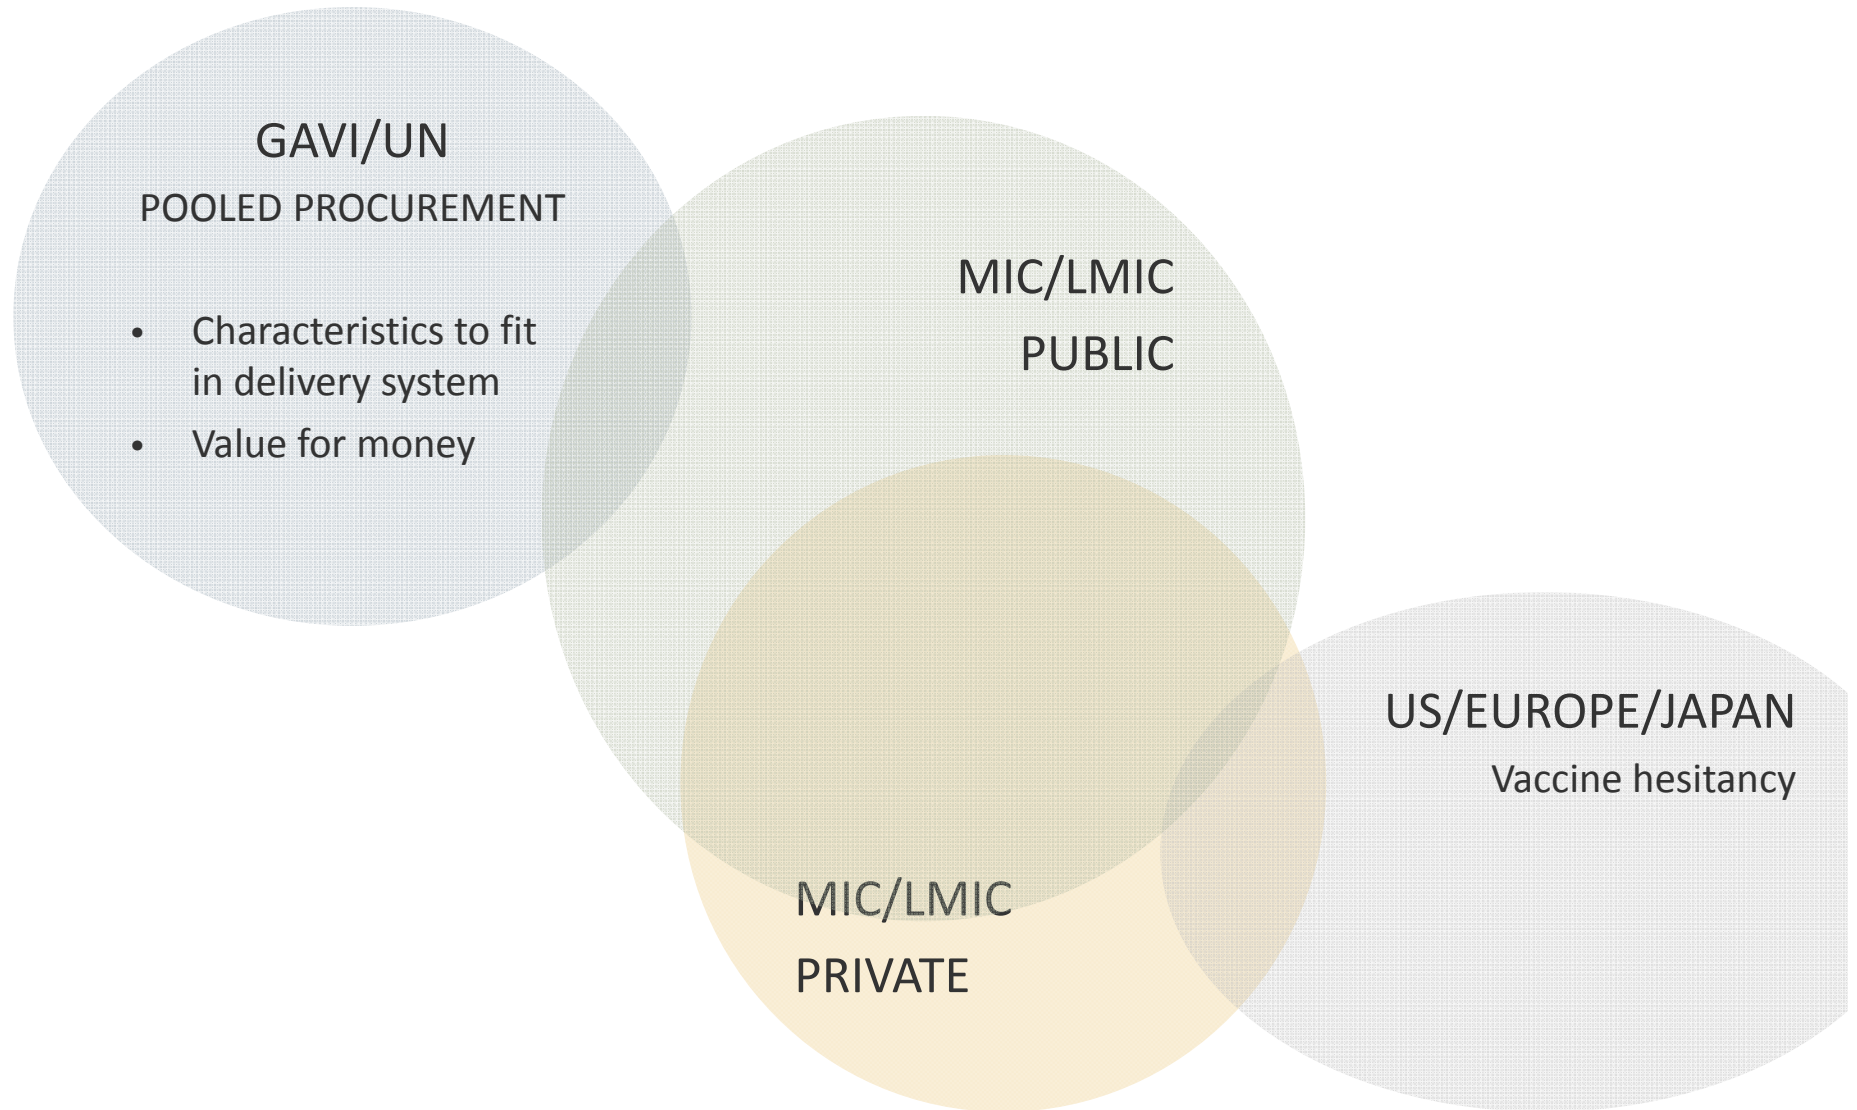 GAVI/UN
POOLED PROCUREMENT
• Characteristics to fit
in delivery system
• Value for money
MIC/LMIC
PUBLIC
US/EUROPE/JAPAN
Vaccine hesitancy
MIC/LMIC
PRIVATE